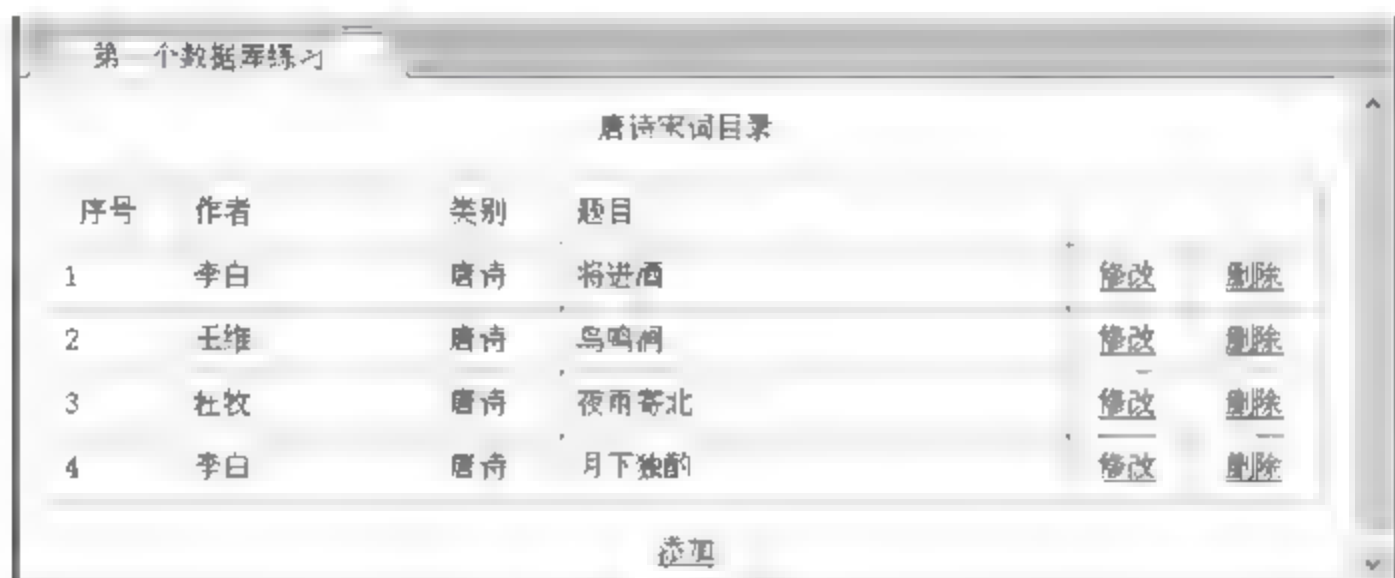 第一个数据库练习
唐诗宋词目录
序号 作者 类别 题目
1 李白 唐诗 将进酒 修改 删除
2 王维 唐诗 鸟鸣涧 修改 删除
3 杜牧 唐诗 夜雨寄北 修改 删除
4 李白 唐诗 月下独酌 修改 删除
添加